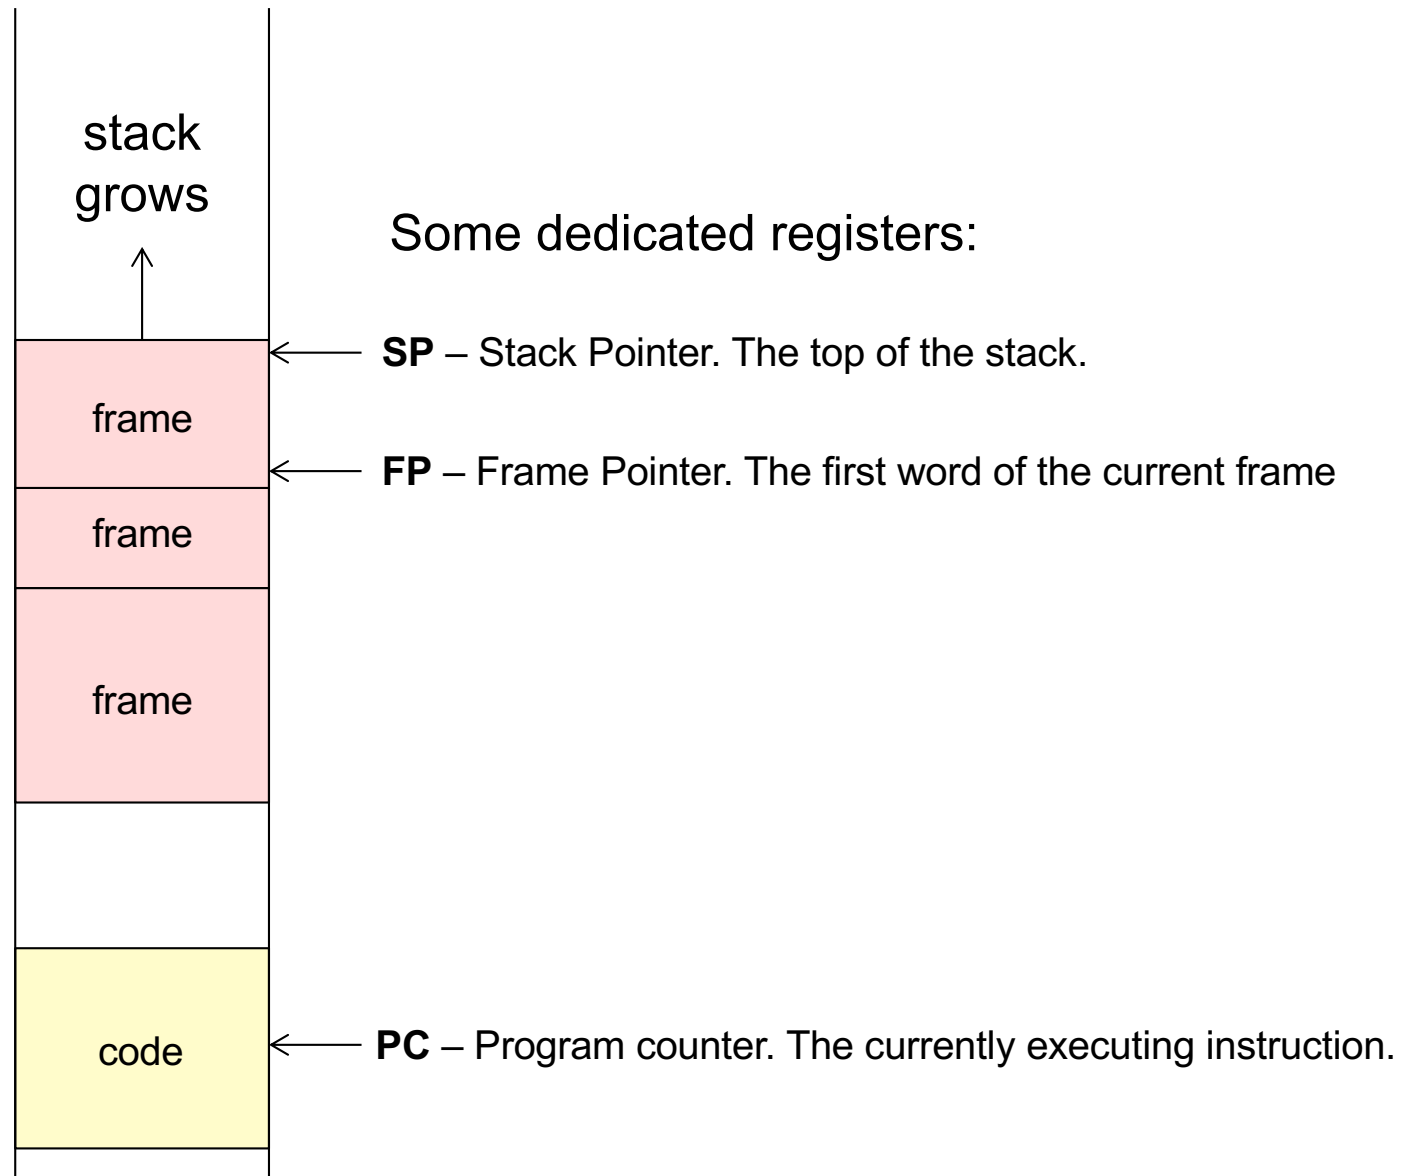 stack
grows
Some dedicated registers:
SP – Stack Pointer. The top of the stack.
frame
FP – Frame Pointer. The first word of the current frame
frame
frame
code
PC – Program counter. The currently executing instruction.